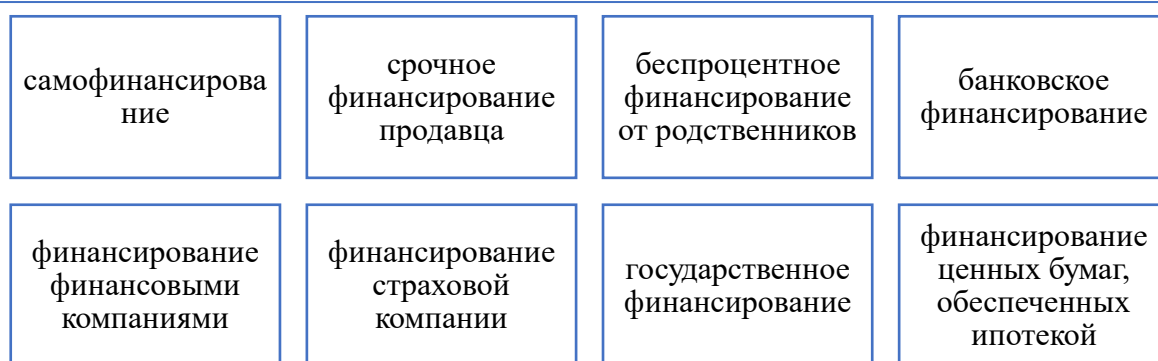 самофинансирова
ние
срочное
финансирование
продавца
беспроцентное
финансирование
от родственников
банковское
финансирование
финансирование
финансовыми
компаниями
финансирование
страховой
компании
государственное
финансирование
финансирование
ценных бумаг,
обеспеченных
ипотекой